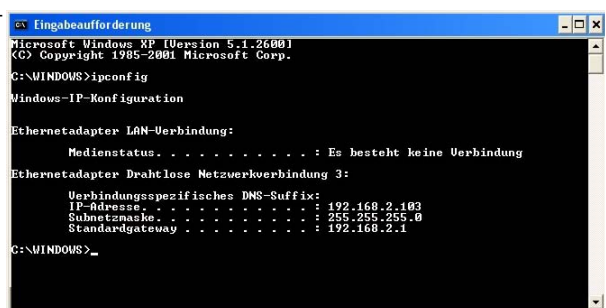 Eingabeaufforderung
Microsoft Windows XP [Version 5.1.2600]
(C) Copyright 1985-2001 Microsoft Corp.
C:\WINDOWS>ipconfig
Windows-IP-Konfiguration
Ethernetadapter LAN-Verbindung:
Medienstatus. . . . . . . . . . . : Es besteht keine Verbindung
Ethernetadapter Drahtlose Netzwerkverbindung 3:
Verbindungsspezifisches DNS-Suffix:
IP-Adresse. . . . . . . . . . . . : 192.168.2.103
Subnetzmaske. . . . . . . . . . . : 255.255.255.0
Standardgateway . . . . . . . . . : 192.168.2.1
C:\WINDOWS>_